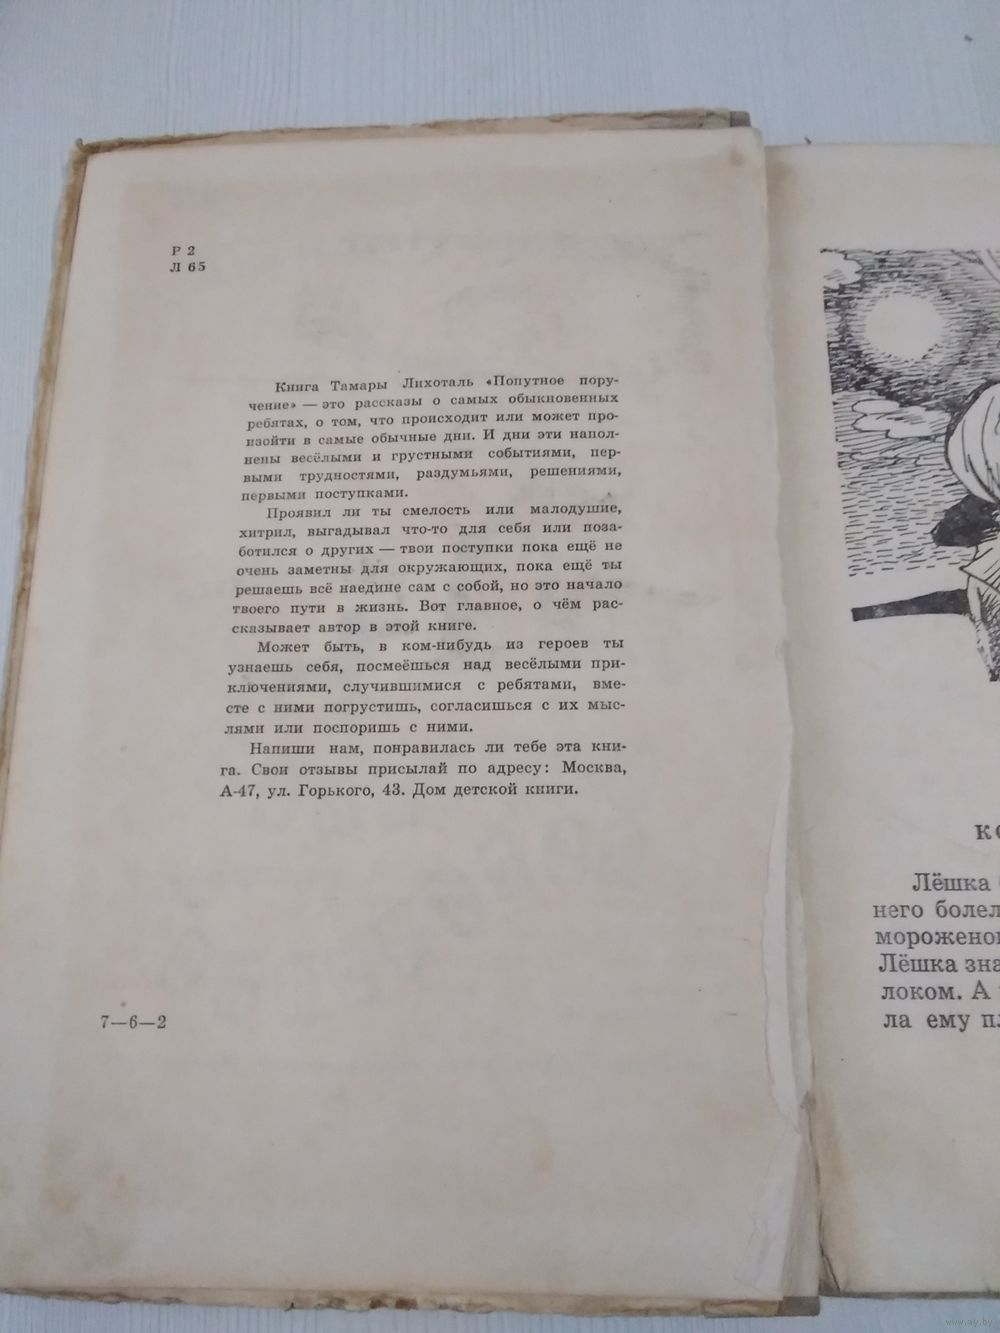 Р 2
Л 65
Книга Тамары Лихоталь «Попутное пору-
чение» — это рассказы о самых обыкновенных
ребятах, о том, что происходит или может про-
изойти в самые обычные дни. И дни эти напол-
нены весёлыми и грустными событиями, пер-
выми трудностями, раздумьями, решениями,
первыми поступками.
Проявил ли ты смелость или малодушие,
хитрил, выгадывал что-то для себя или поза-
ботился о других — твои поступки пока ещё не
очень заметны для окружающих, пока ещё ты
решаешь всё наедине сам с собой, но это начало
твоего пути в жизнь. Вот главное, о чём рас-
сказывает автор в этой книге.
Может быть, в ком-нибудь из героев ты
узнаешь себя, посмеёшься над весёлыми при-
ключениями, случившимися с ребятами, вме-
сте с ними погрустишь, согласишься с их мыс-
лями или поспоришь с ними.
Напиши нам, понравилась ли тебе эта кни-
га. Свои отзывы присылай по адресу: Москва,
А-47, ул. Горького, 43. Дом детской книги.
7—6—2
Лёшка
него болел
мороженом
Лёшка зна
локом. А
ла ему пл
www.ay.by